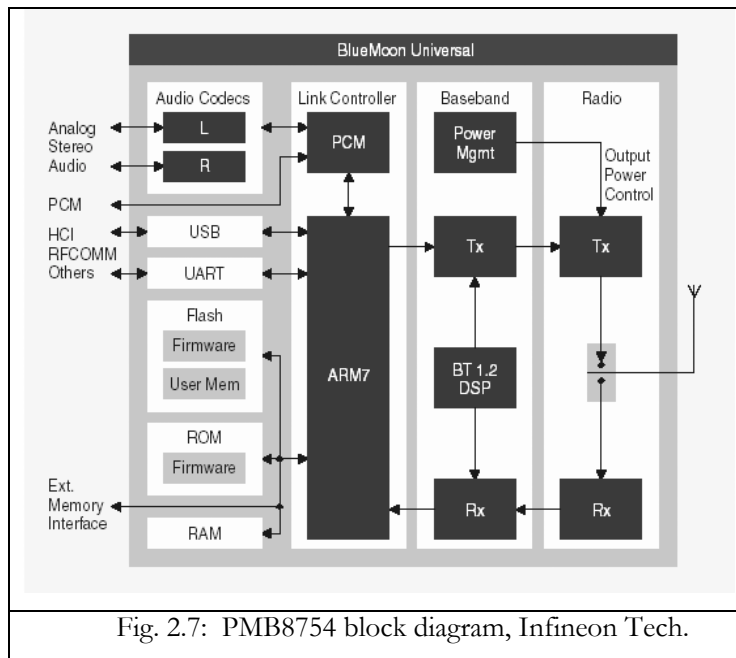 BlueMoon Universal
Audio Codecs
Link Controller
Baseband
Radio
Analog
Stereo
Audio
L
R
PCM
Power
Mgmt
Output
Power
Control
PCM
HCI
RFCOMM
Others
USB
UART
Tx
Tx
Flash
Firmware
User Mem
ARM7
BT 1.2
DSP
ROM
Firmware
Ext.
Memory
Interface
RAM
Rx
Rx
Fig. 2.7: PMB8754 block diagram, Infineon Tech.